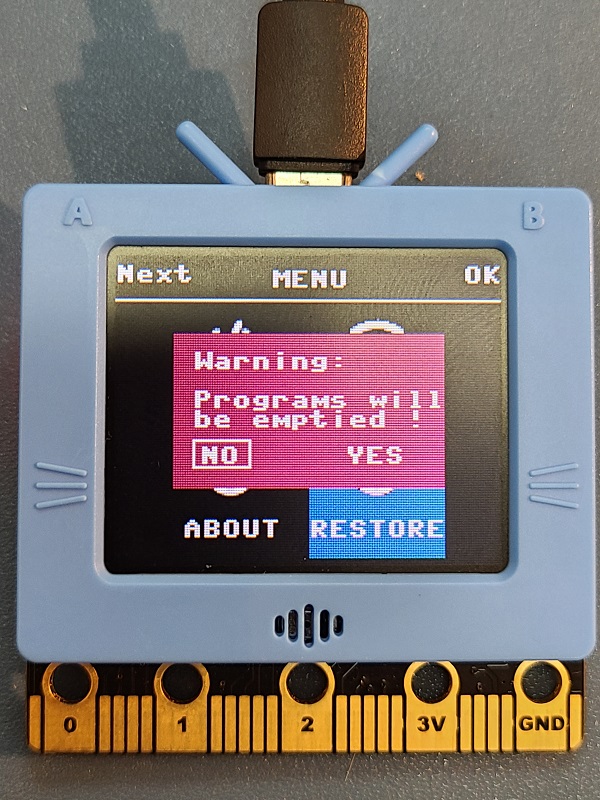 A B
Next MENU OK
Warning:
Programs will
be emptied !
NO YES
ABOUT RESTORE
0 1 2 3V GND